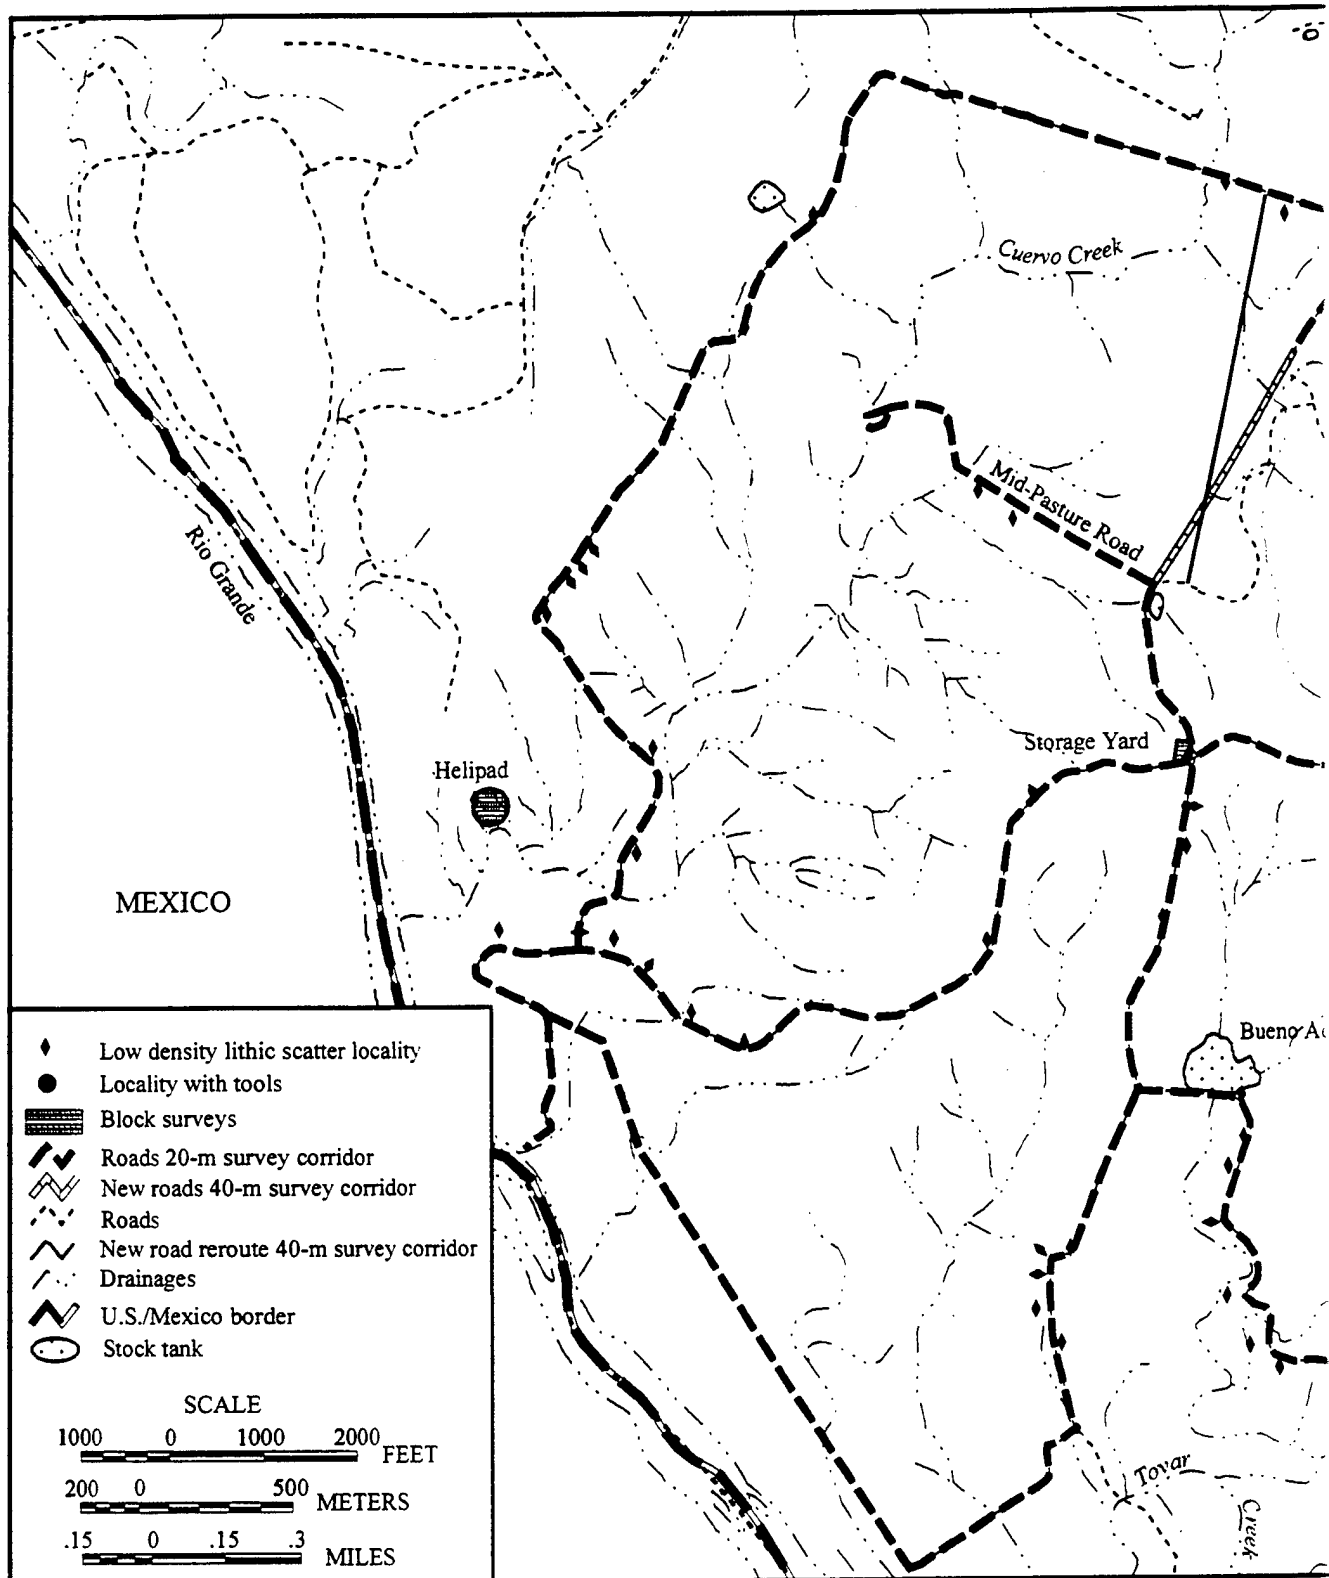 Cuervo Creek
Mid-Pasture Road
Rio Grande
Storage Yard
Helipad
MEXICO
Bueno
Low density lithic scatter locality
Locality with tools
Block surveys
Roads 20-m survey corridor
New roads 40-m survey corridor
Roads
New road reroute 40-m survey corridor
Drainages
U.S./Mexico border
Stock tank
SCALE
1000 0 1000 2000 FEET
200 0 500 METERS
.15 0 .15 .3 MILES
Tovar
Creek